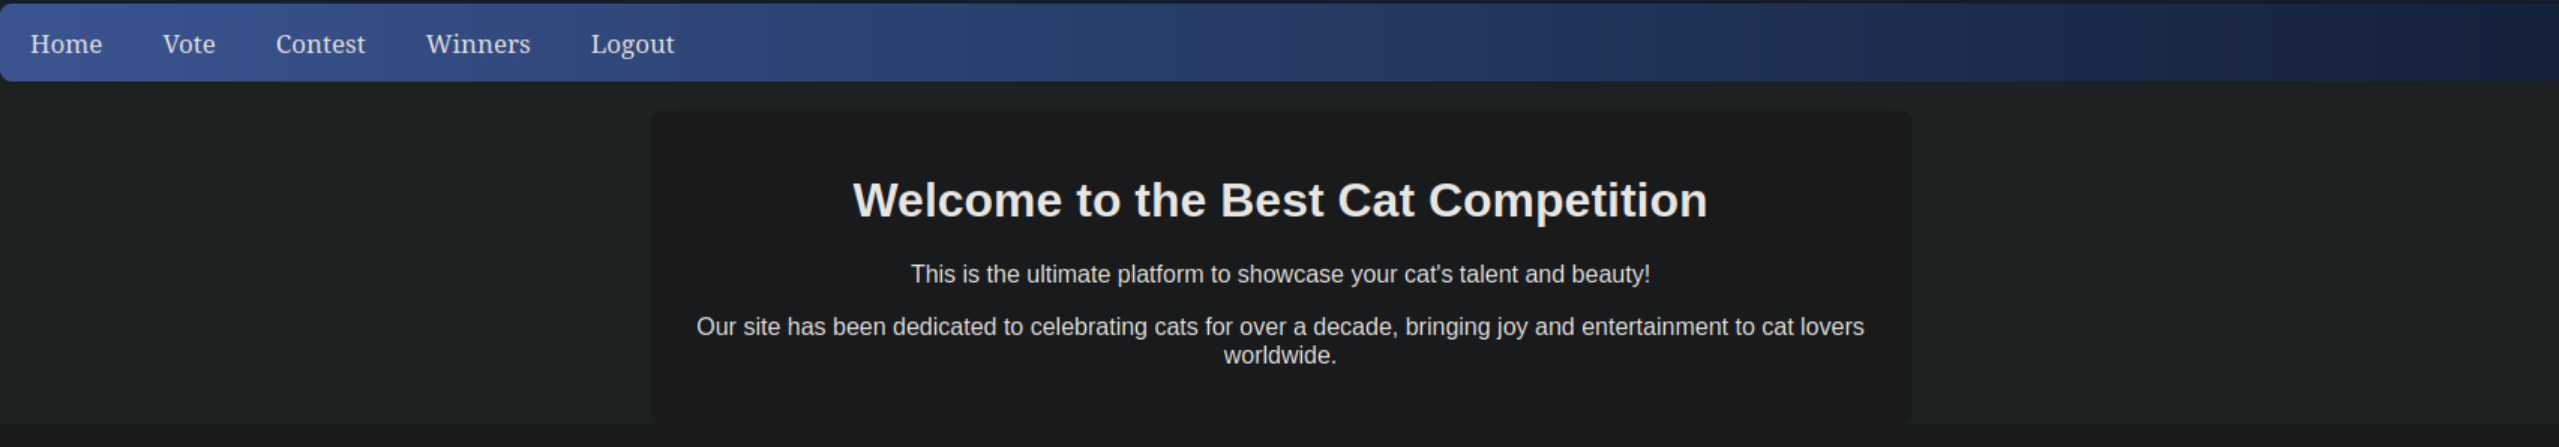 Home Vote Contest Winners Logout
Welcome to the Best Cat Competition
This is the ultimate platform to showcase your cat's talent and beauty!
Our site has been dedicated to celebrating cats for over a decade, bringing joy and entertainment to cat lovers
worldwide.